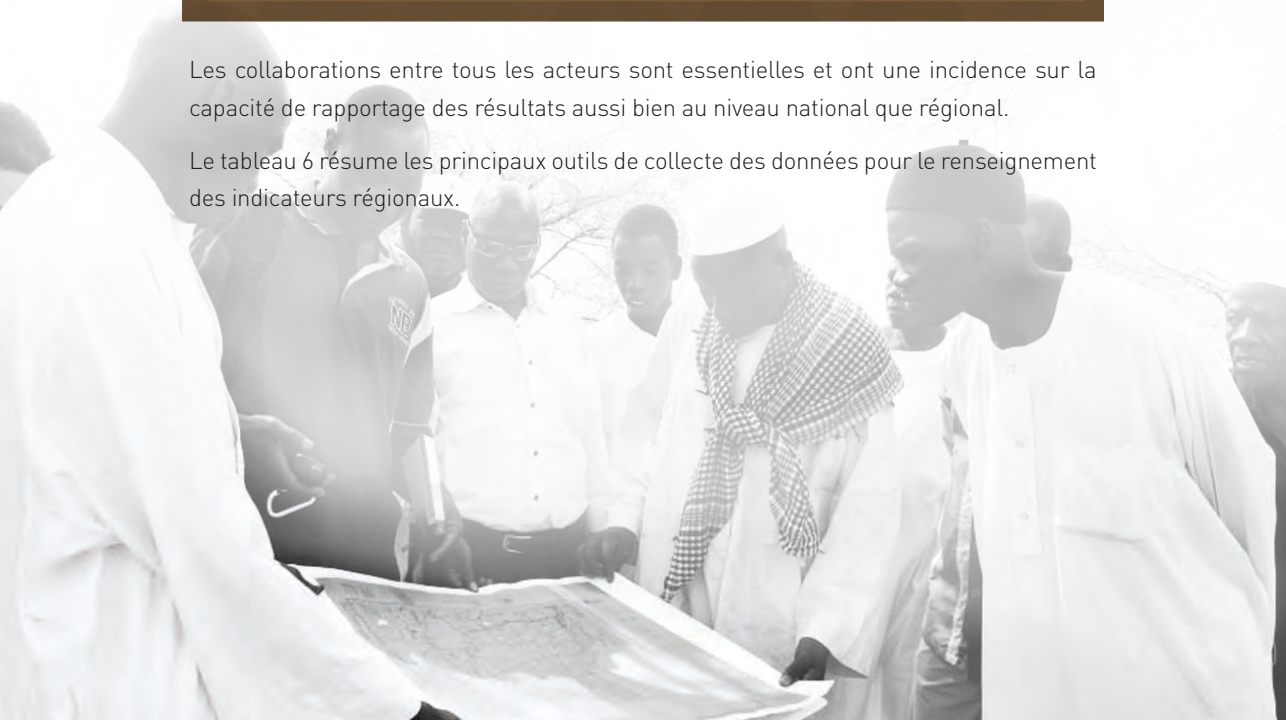 Les collaborations entre tous les acteurs sont essentielles et ont une incidence sur la
capacité de rapportage des résultats aussi bien au niveau national que régional.
Le tableau 6 résume les principaux outils de collecte des données pour le renseignement
des indicateurs régionaux.